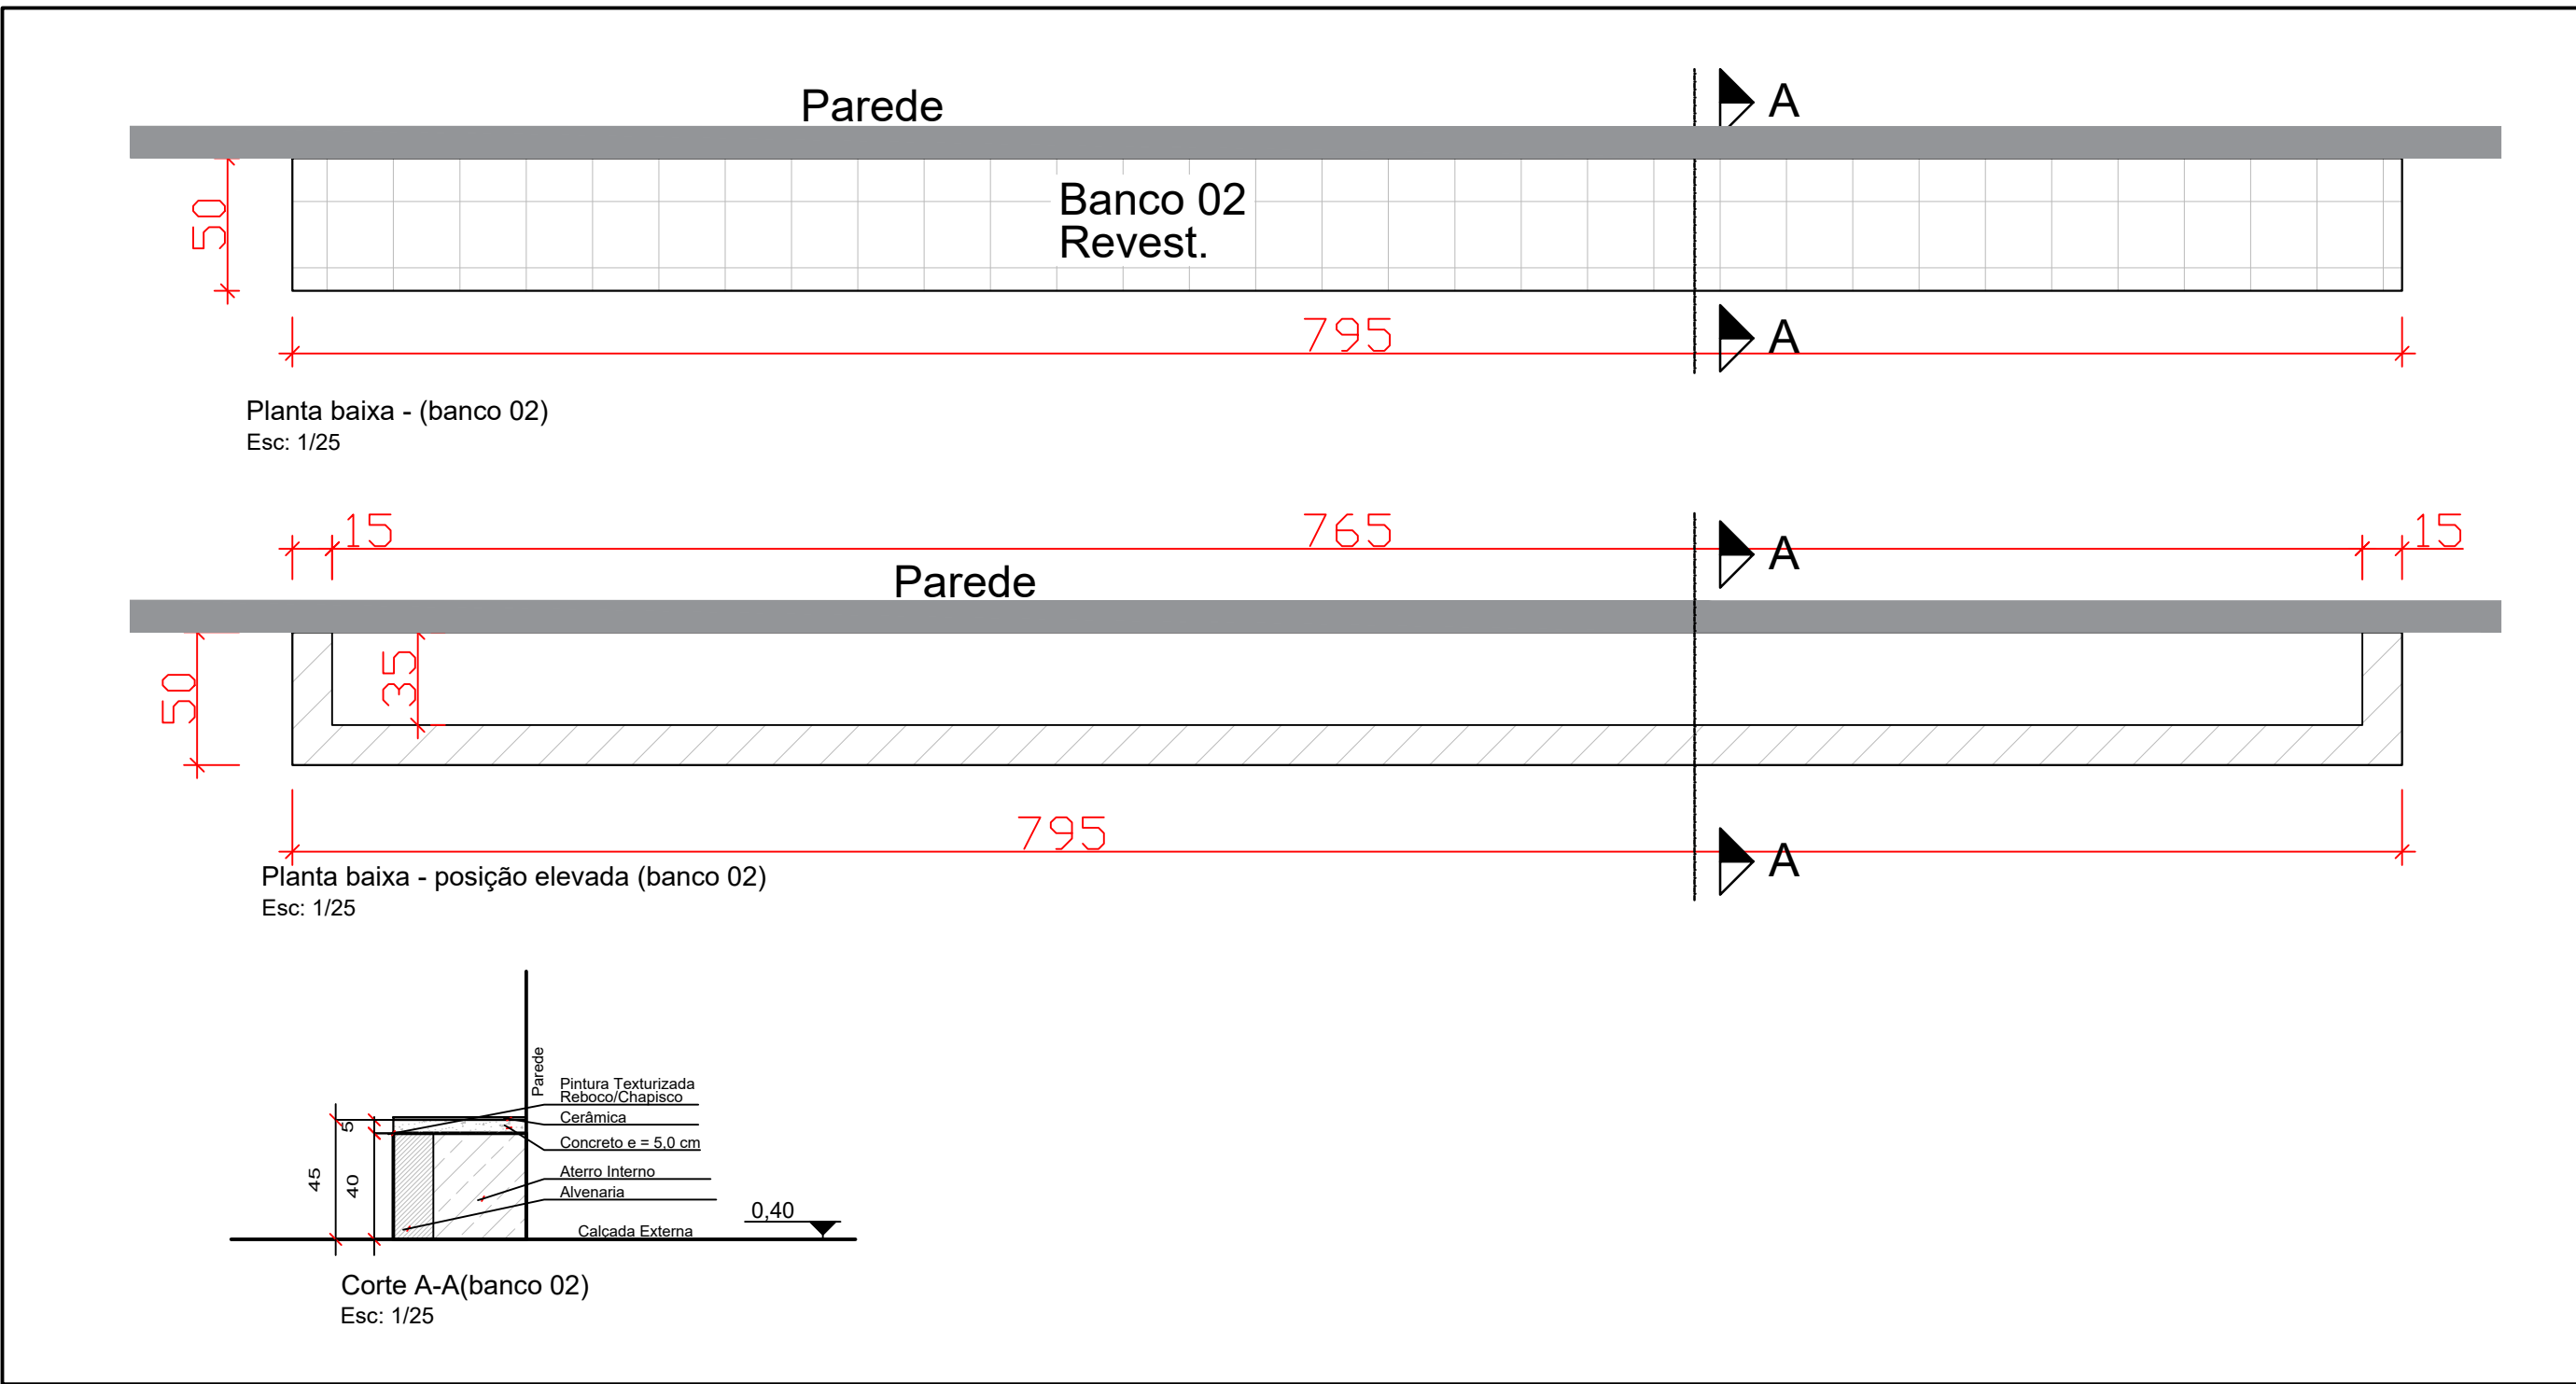 Parede
A
Banco 02
Revest.
50
795
A
Planta baixa - (banco 02)
Esc: 1/25
15
765
15
A
Parede
50
35
795
A
Planta baixa - posição elevada (banco 02)
Esc: 1/25
Parede
Pintura Texturizada
Reboco/Chapisco
Cerâmica
Concreto e = 5,0 cm
Aterro Interno
Alvenaria
Calçada Externa
0,40
5
45
40
Corte A-A(banco 02)
Esc: 1/25